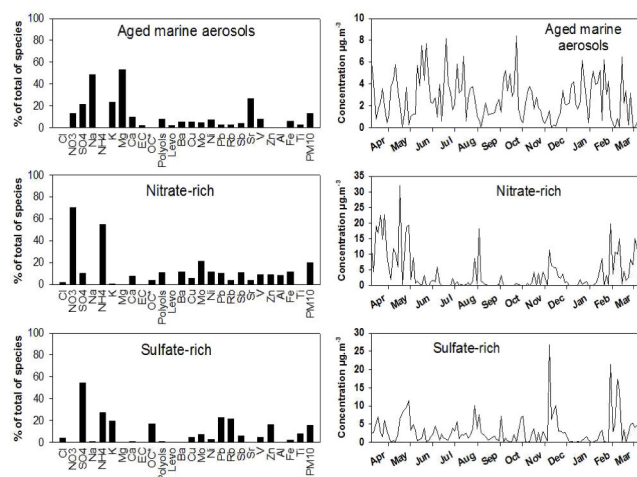 Aged marine aerosols
% of total of species
100
80
60
40
20
0
Cl NO3 SO4 Na NH4 K Mg Ca EC OC* Polyols Levo Ba Cu Mo Ni Pb Rb Sb Sr V Zn Al Fe Ti PM10
Aged marine
aerosols
Concentration µg.m-3
10
8
6
4
2
0
Apr May Jun Jul Aug Sep Oct Nov Dec Jan Feb Mar
Nitrate-rich
% of total of species
100
80
60
40
20
0
Cl NO3 SO4 Na NH4 K Mg Ca EC OC* Polyols Levo Ba Cu Mo Ni Pb Rb Sb Sr V Zn Al Fe Ti PM10
Nitrate-rich
Concentration µg.m-3
35
30
25
20
15
10
5
0
Apr May Jun Jul Aug Sep Oct Nov Dec Jan Feb Mar
Sulfate-rich
% of total of species
100
80
60
40
20
0
Cl NO3 SO4 Na NH4 K Mg Ca EC OC* Polyols Levo Ba Cu Mo Ni Pb Rb Sb Sr V Zn Al Fe Ti PM10
Sulfate-rich
Concentration µg.m-3
30
25
20
15
10
5
0
Apr May Jun Jul Aug Sep Oct Nov Dec Jan Feb Mar